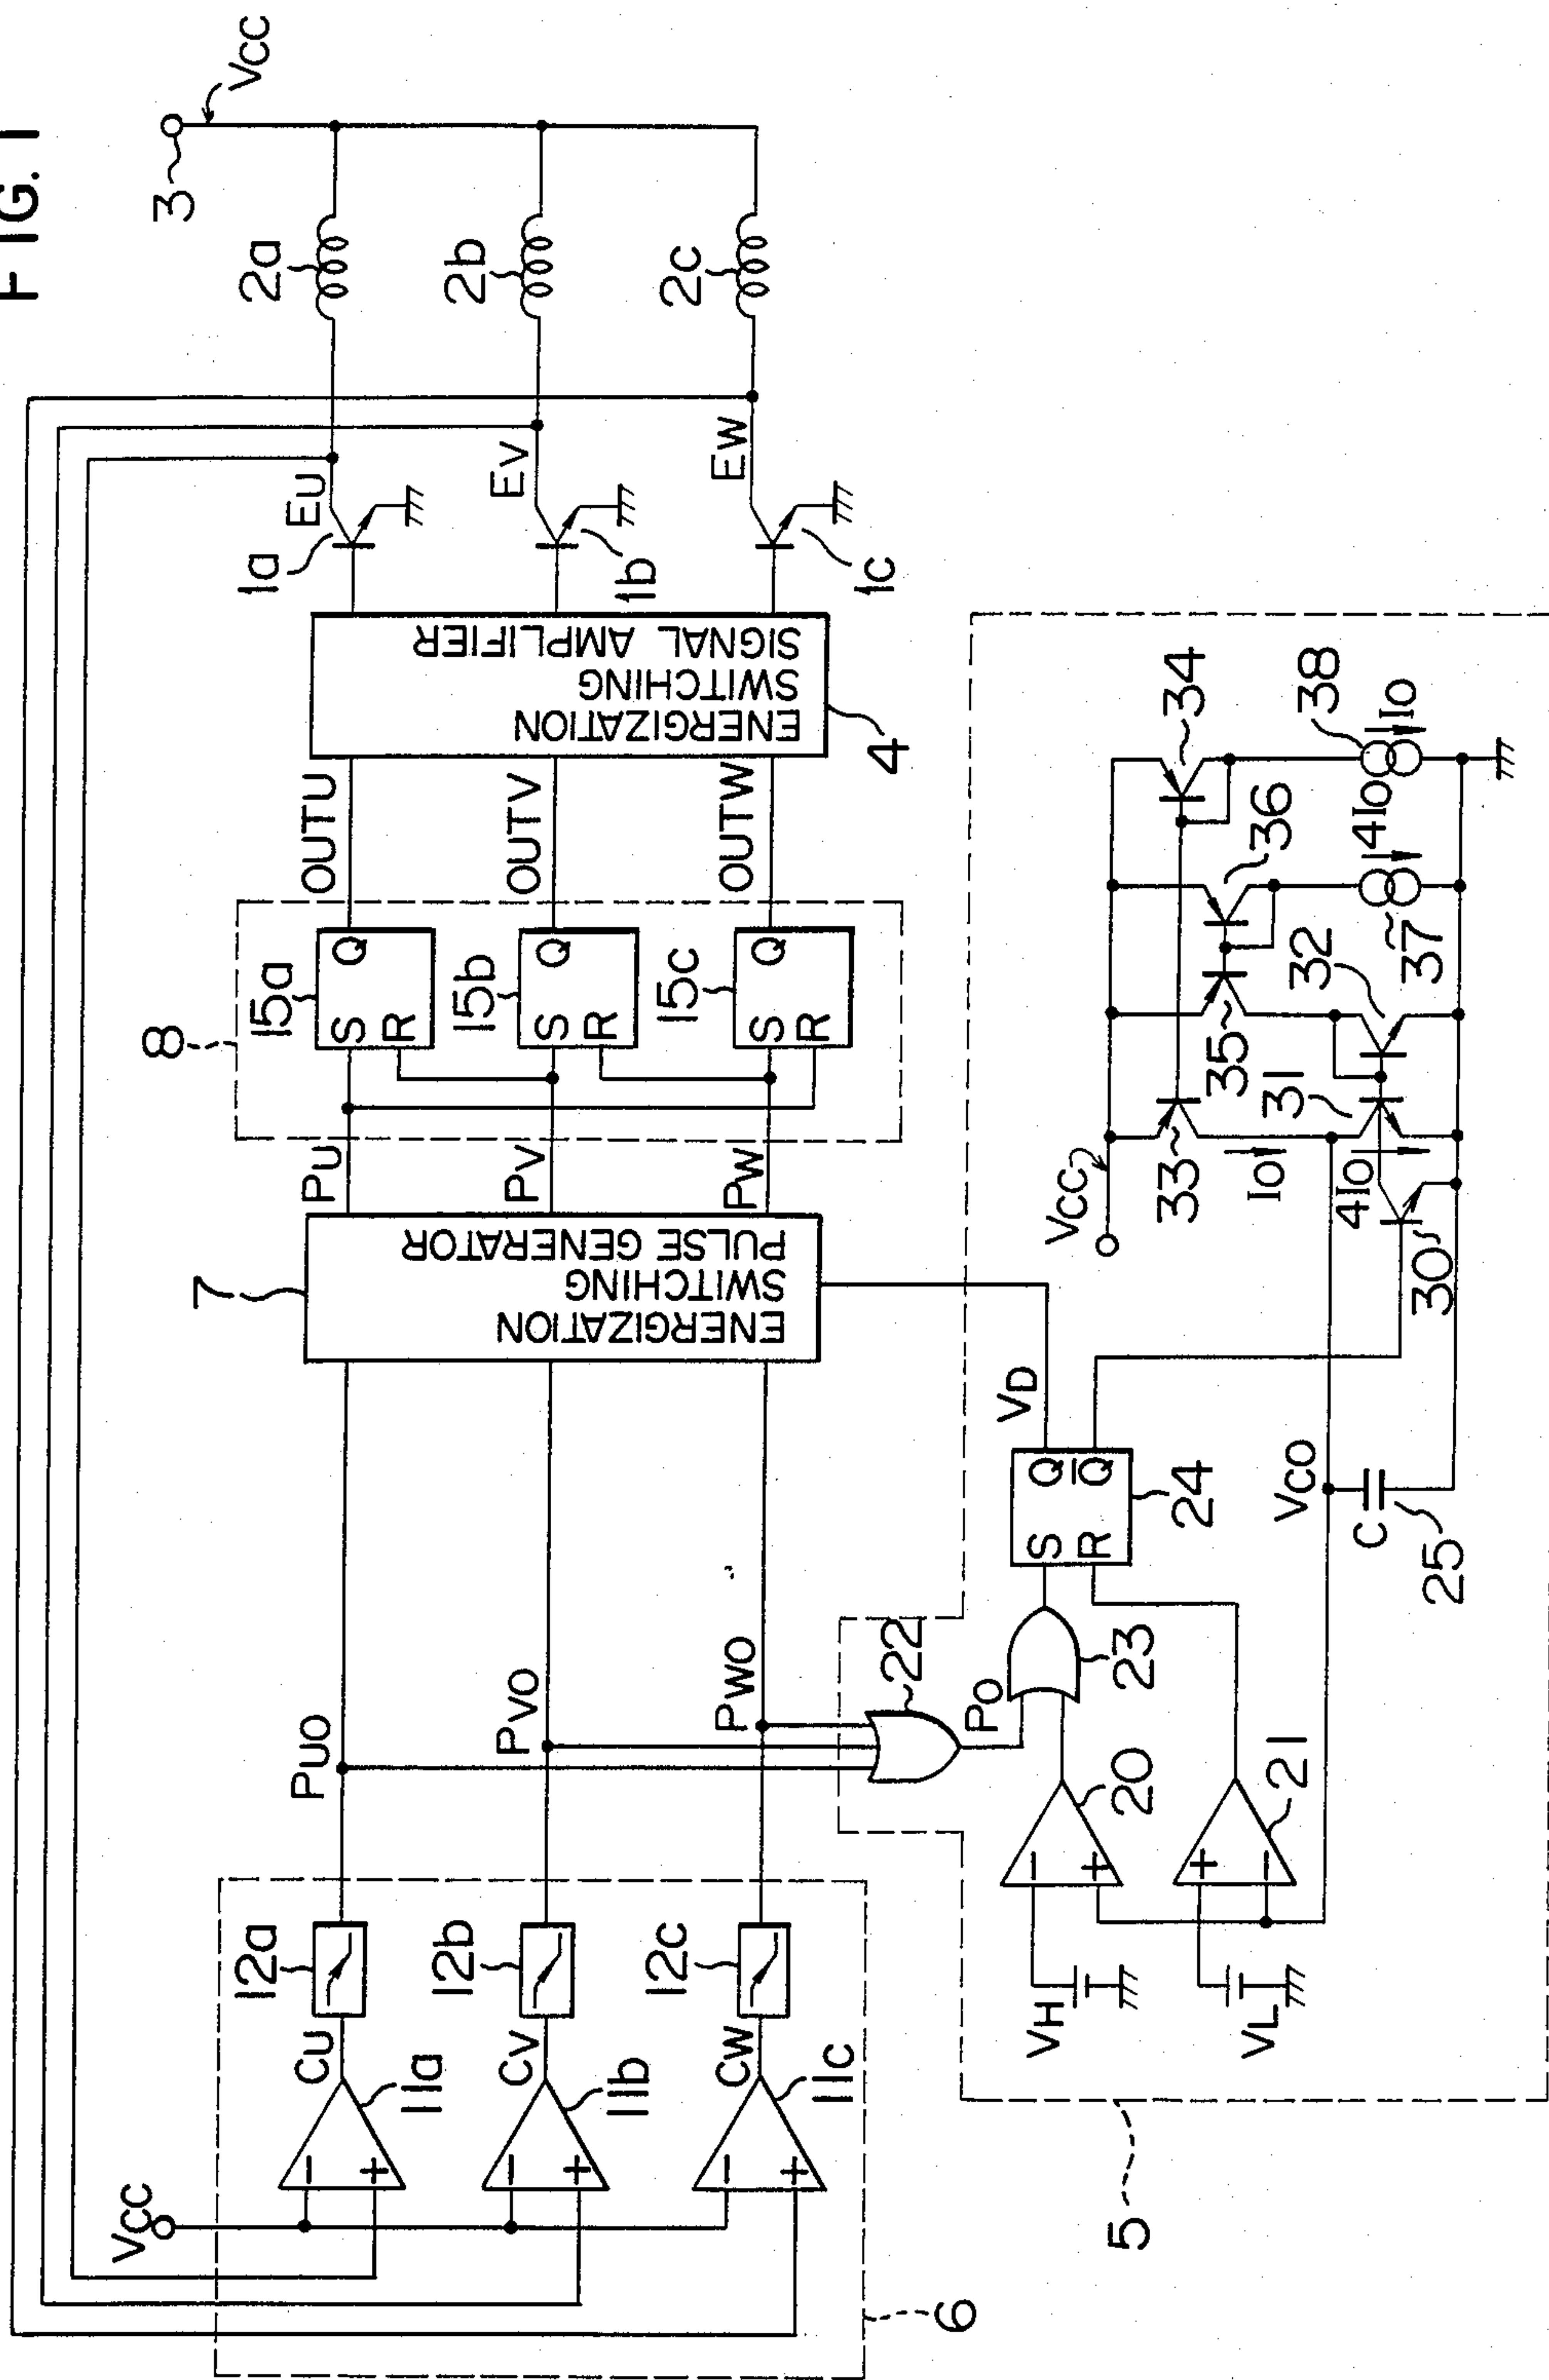 FIG. 1
3
VCC
2a
2b
2c
EU
EV
EW
1a
1b
1c
ENERGIZATION
SWITCHING
SIGNAL AMPLIFIER
4
OUTU
OUTV
OUTW
8
15a
S
R
Q
15b
S
R
Q
15c
S
R
Q
PU
PV
PW
7
ENERGIZATION
SWITCHING
PULSE GENERATOR
PUO
PVO
PWO
12a
12b
12c
CU
CV
CW
11a
11b
11c
-
+
-
+
-
+
VCC
6
22
PO
23
20
21
-
+
+
-
VH
VL
S
R
Q
Q̅
24
VD
VCO
C
25
5
VCC
30
31
32
33
34
35
36
37
38
IO
4IO
4IO
IO